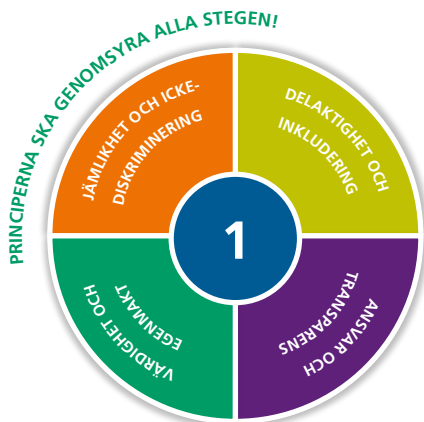 PRINCIPERNA SKA GENOMSYRA ALLA STEGEN!
JÄMLIKHET OCH ICKE-
DISKRIMINERING
DELAKTIGHET OCH
INKLUDERING
1
VÄRDIGHET OCH
EGENMAKT
ANSVAR OCH
TRANSPARENS